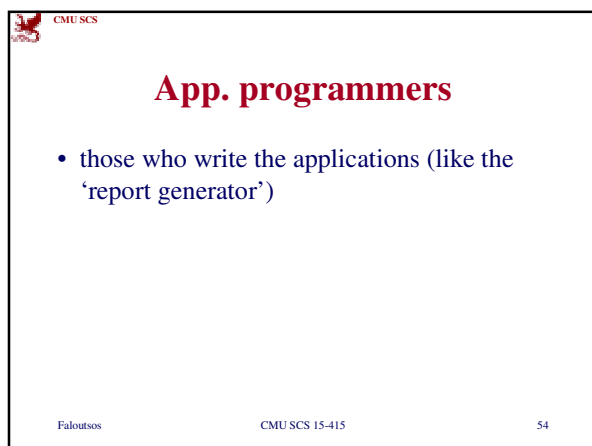 CMU SCS
App. programmers
• those who write the applications (like the
‘report generator’)
Faloutsos CMU SCS 15-415 54